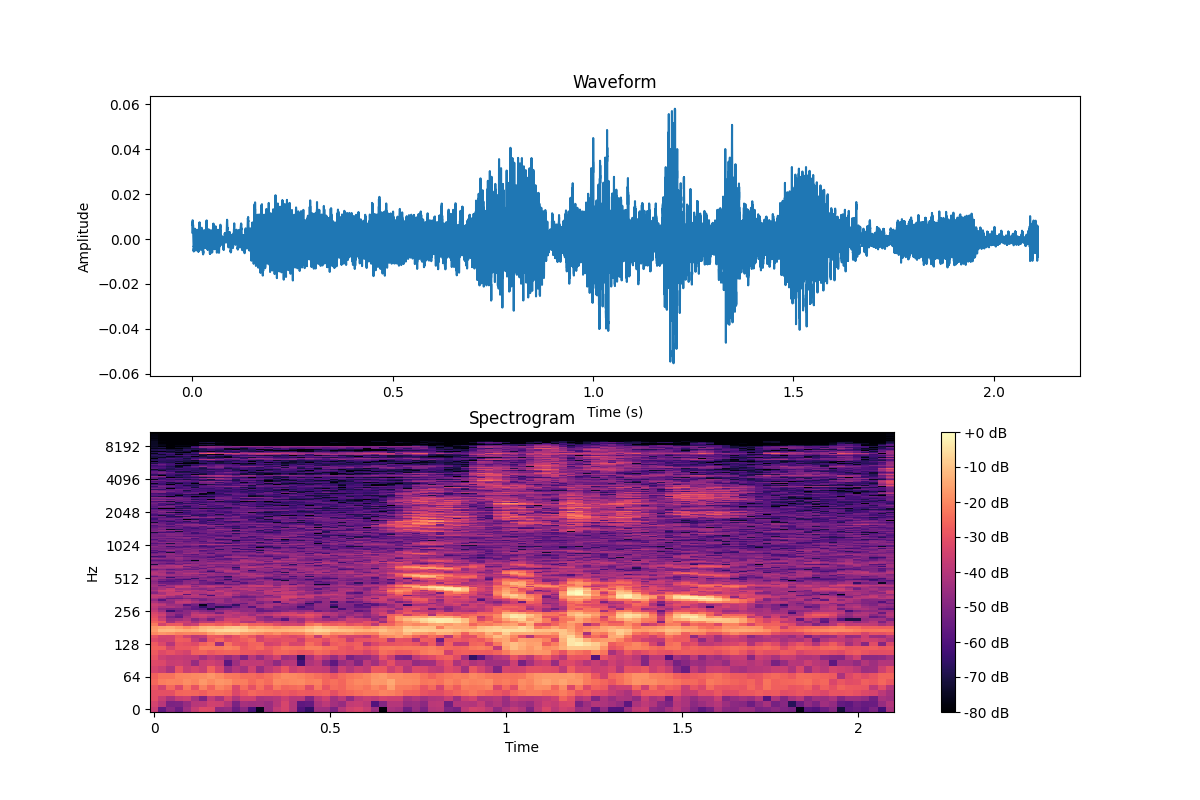 Waveform
0.06
0.04
0.02
0.00
−0.02
−0.04
−0.06
Amplitude
0.0 0.5 1.0 1.5 2.0
Time (s)
Spectrogram
8192
4096
2048
1024
512
256
128
64
0
Hz
0 0.5 1 1.5 2
Time
+0 dB
-10 dB
-20 dB
-30 dB
-40 dB
-50 dB
-60 dB
-70 dB
-80 dB